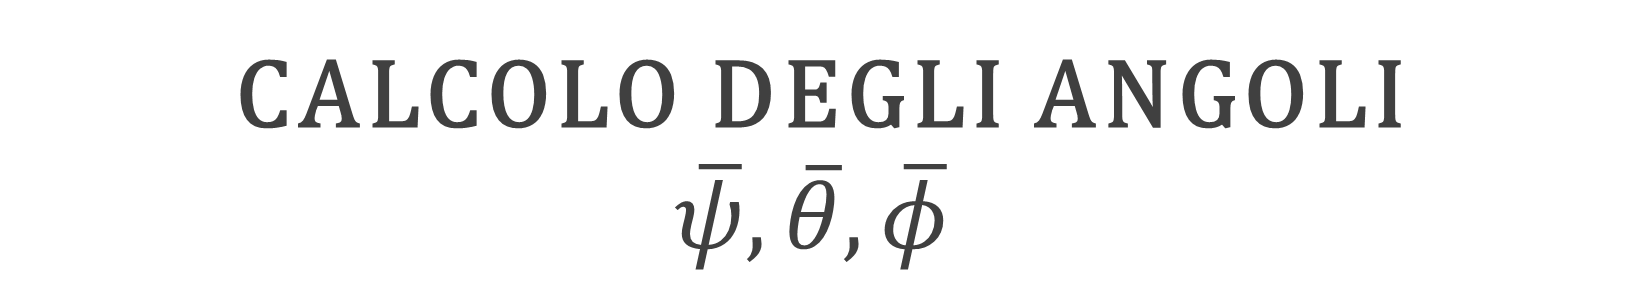 CALCOLO DEGLI ANGOLI
ψ̅, θ̅, ϕ̅